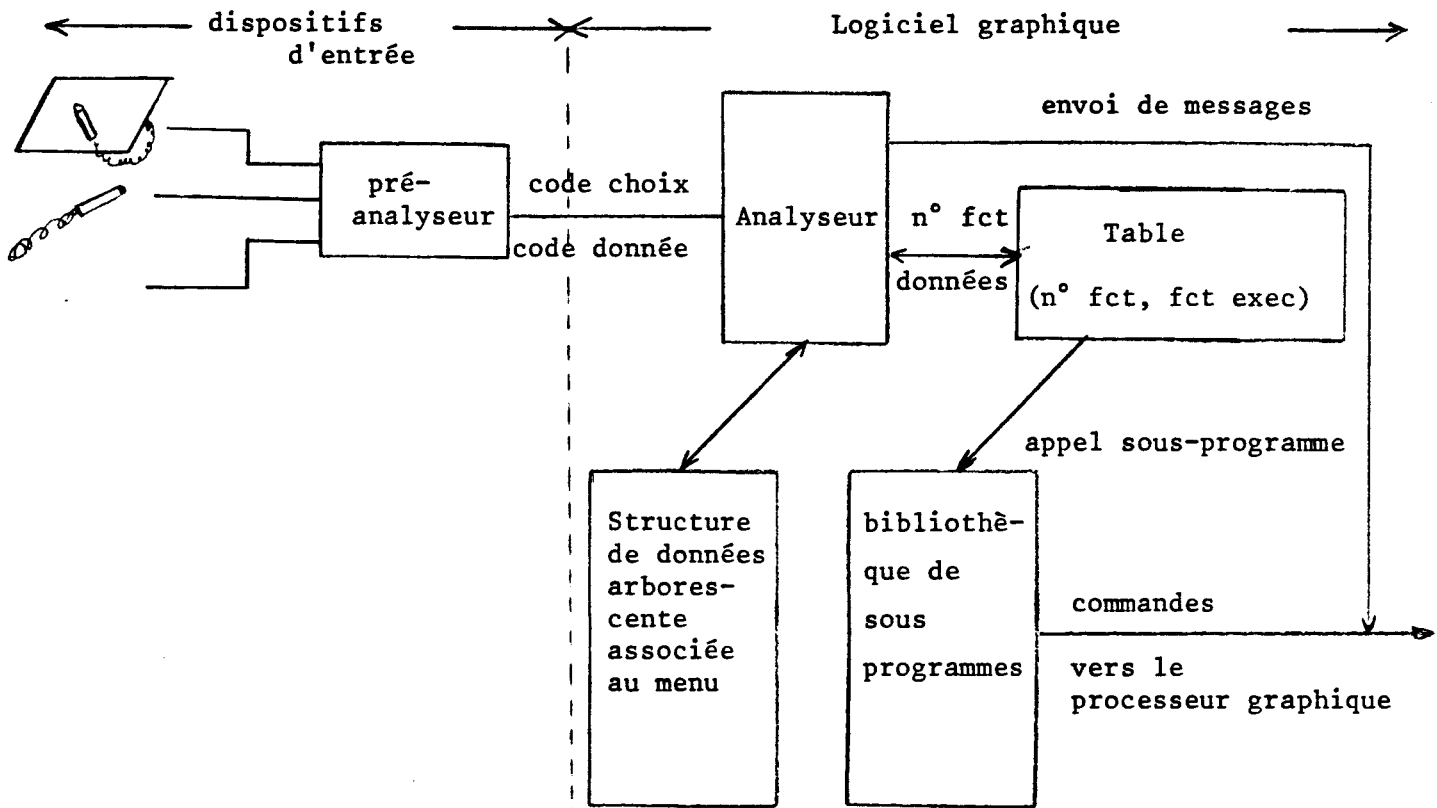 dispositifs
d'entrée
Logiciel graphique
envoi de messages
pré-
analyseur
code choix
code donnée
Analyseur
n° fct
données
Table
(n° fct, fct exec)
appel sous-programme
Structure
de données
arbores-
cente
associée
au menu
bibliothè-
que de
sous
programmes
commandes
vers le
processeur graphique